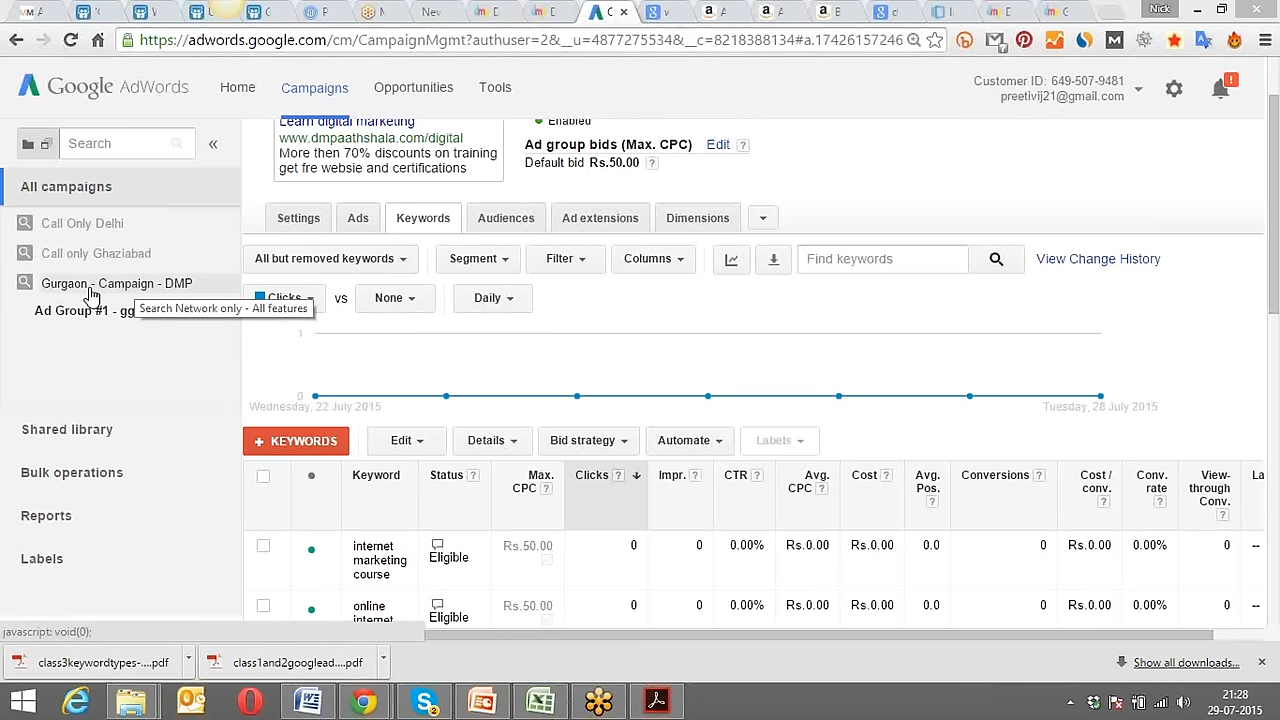 Nick
https://adwords.google.com/cm/CampaignMgmt?authuser=2&__u=4877275534&__c=8218388134#a.17426157246
Google AdWords
Home
Campaigns
Opportunities
Tools
Customer ID: 649-507-9481
preetivij21@gmail.com
Search
«
All campaigns
Call Only Delhi
Call only Ghaziabad
Gurgaon - Campaign - DMP
Ad Group #1 - gg
Search Network only - All features
Shared library
Bulk operations
Reports
Labels
Learn digital marketing
www.dmpaathshala.com/digital
More then 70% discounts on training
get fre websie and certifications
Enabled
Ad group bids (Max. CPC) Edit ?
Default bid Rs.50.00 ?
Settings
Ads
Keywords
Audiences
Ad extensions
Dimensions
All but removed keywords
Segment
Filter
Columns
Find keywords
View Change History
Clicks
vs
None
Daily
1
0
Wednesday, 22 July 2015
Tuesday, 28 July 2015
+ KEYWORDS
Edit
Details
Bid strategy
Automate
Labels
Keyword
Status ?
Max. CPC ?
Clicks ?
Impr. ?
CTR ?
Avg. CPC ?
Cost ?
Avg. Pos. ?
Conversions ?
Cost / conv. ?
Conv. rate ?
View-through Conv. ?
La
internet marketing course
Eligible
Rs.50.00
0
0
0.00%
Rs.0.00
Rs.0.00
0.0
0
Rs.0.00
0.00%
0
--
online internet
Eligible
Rs.50.00
0
0
0.00%
Rs.0.00
Rs.0.00
0.0
0
Rs.0.00
0.00%
0
--
javascript: void(0);
class3keywordtypes-....pdf
class1and2googlead....pdf
Show all downloads...
21:28
29-07-2015